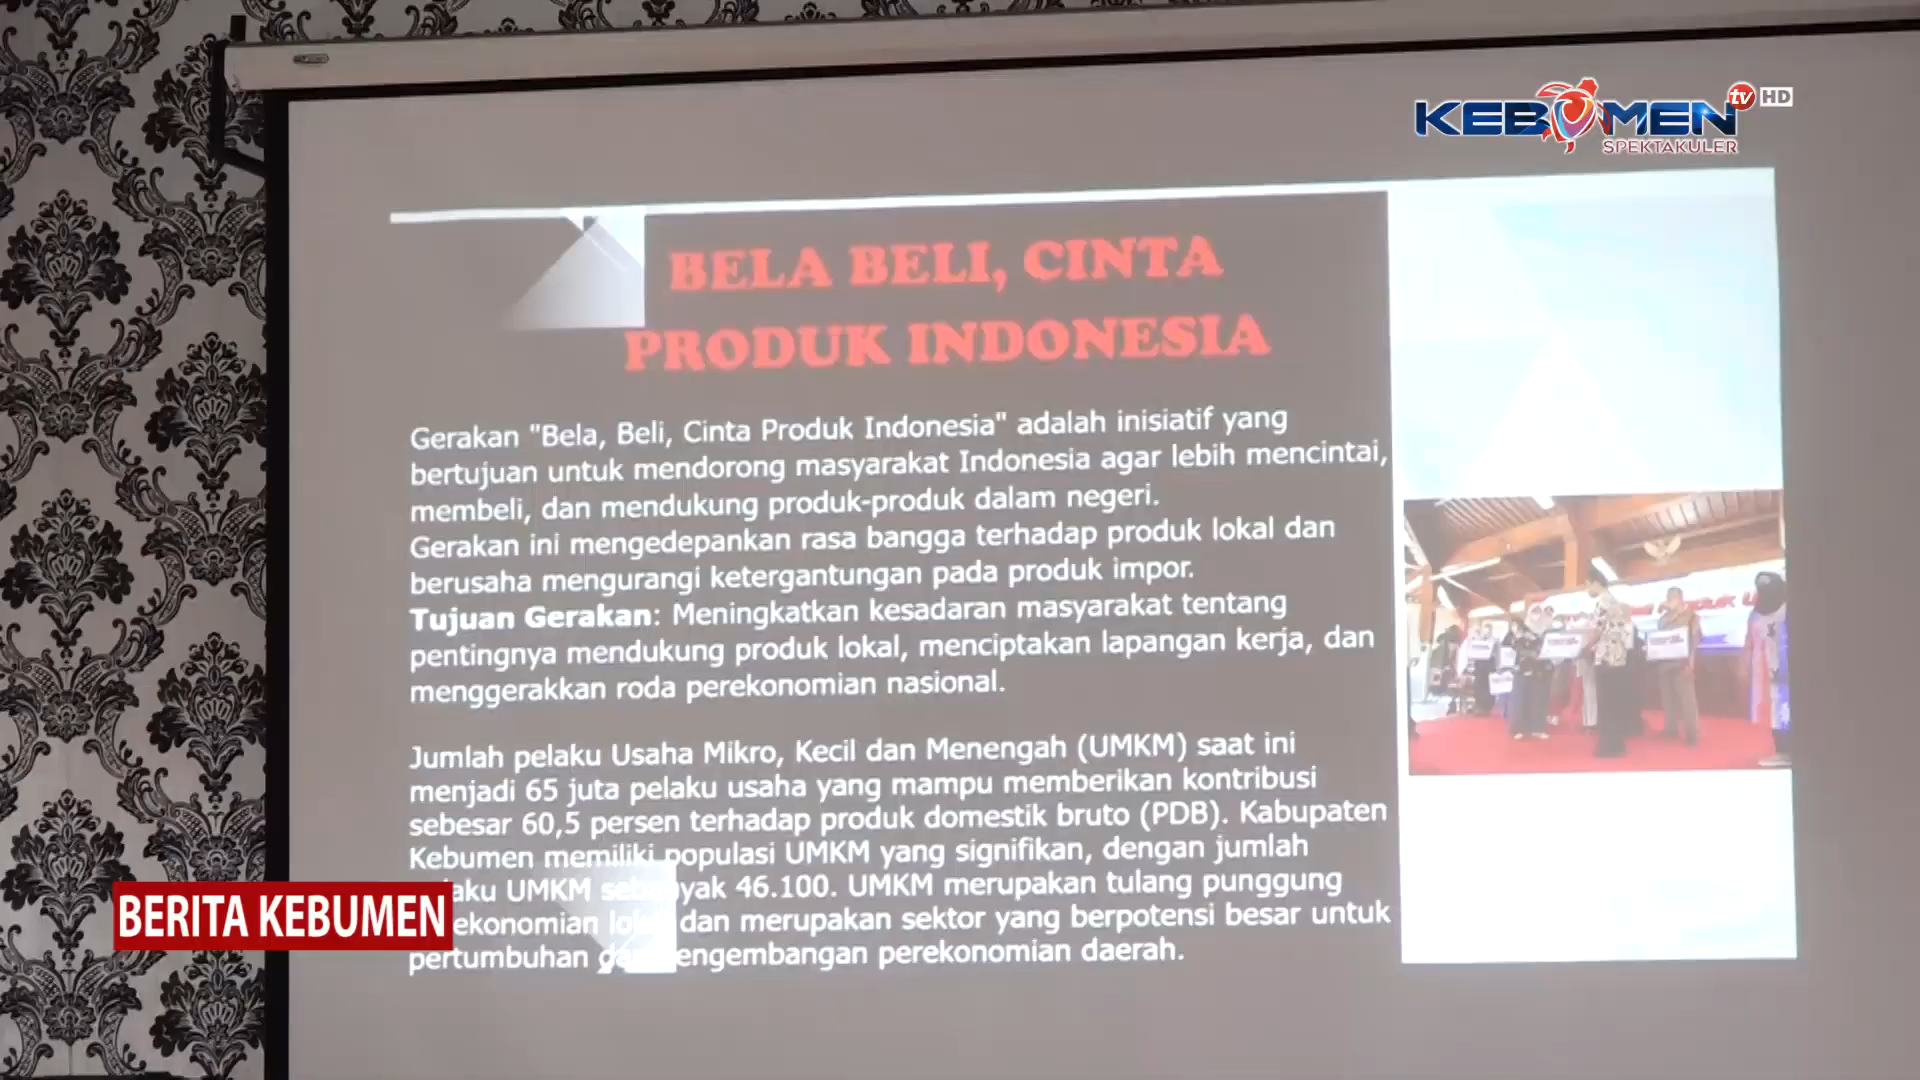 KEBUMEN tv HD
SPEKTAKULER
BELA BELI, CINTA
PRODUK INDONESIA
Gerakan "Bela, Beli, Cinta Produk Indonesia" adalah inisiatif yang
bertujuan untuk mendorong masyarakat Indonesia agar lebih mencintai,
membeli, dan mendukung produk-produk dalam negeri.
Gerakan ini mengedepankan rasa bangga terhadap produk lokal dan
berusaha mengurangi ketergantungan pada produk impor.
Tujuan Gerakan: Meningkatkan kesadaran masyarakat tentang
pentingnya mendukung produk lokal, menciptakan lapangan kerja, dan
menggerakkan roda perekonomian nasional.
Jumlah pelaku Usaha Mikro, Kecil dan Menengah (UMKM) saat ini
menjadi 65 juta pelaku usaha yang mampu memberikan kontribusi
sebesar 60,5 persen terhadap produk domestik bruto (PDB). Kabupaten
Kebumen memiliki populasi UMKM yang signifikan, dengan jumlah
UMKM sebanyak 46.100. UMKM merupakan tulang punggung
dan merupakan sektor yang berpotensi besar untuk
pertumbuhan perekonomian daerah.
BERITA KEBUMEN